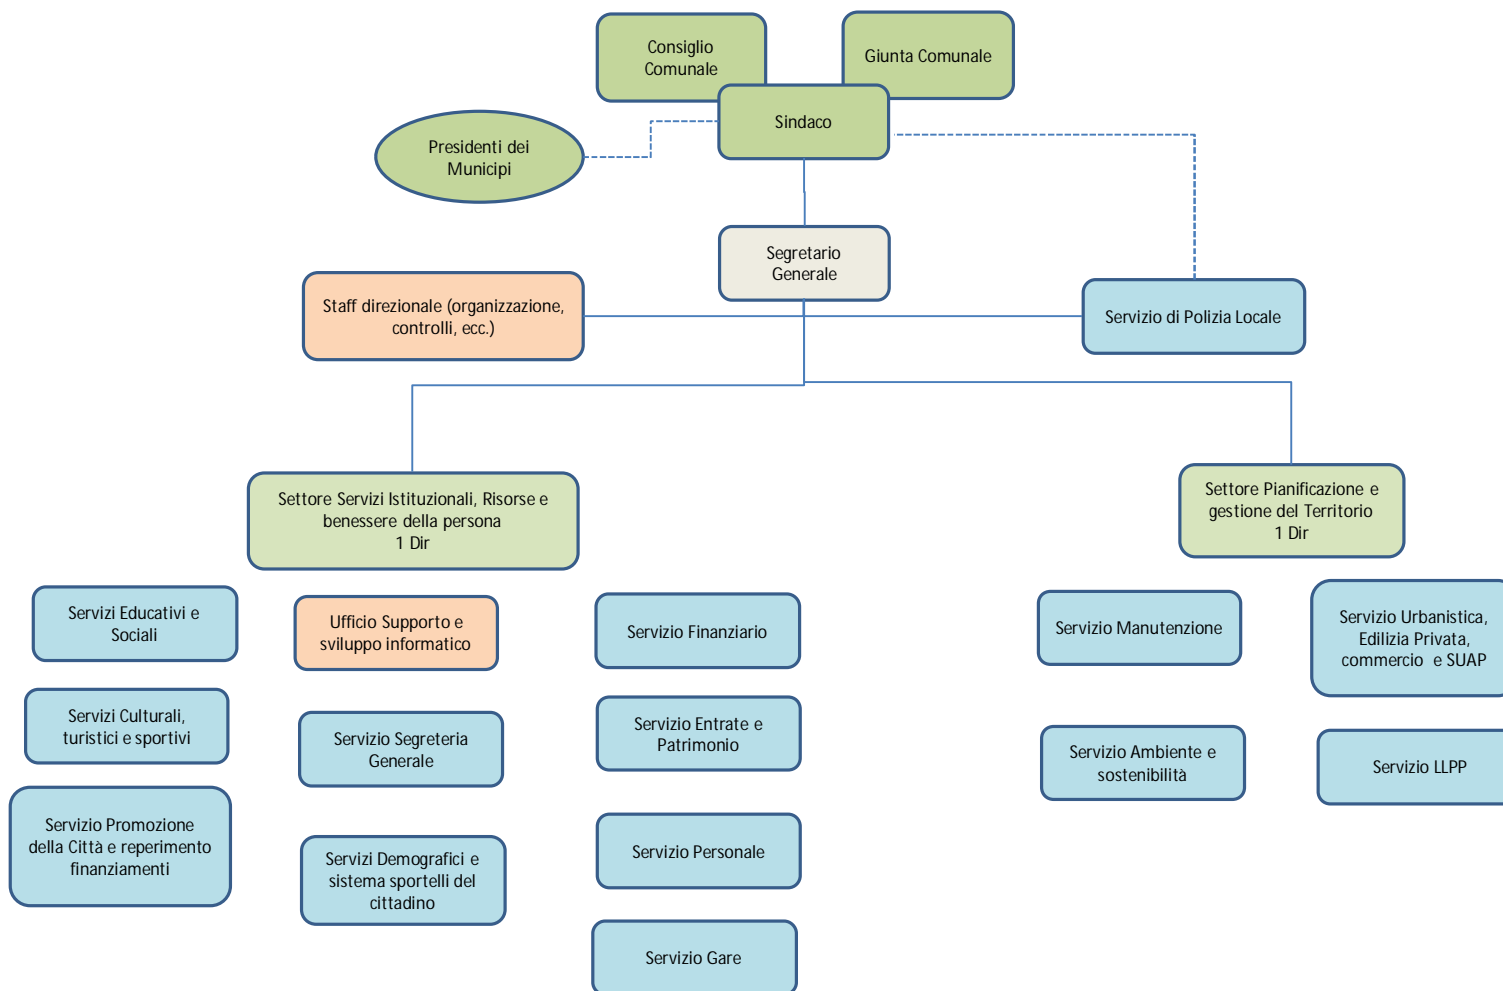 Consiglio
Comunale
Giunta Comunale
Sindaco
Presidenti dei
Municipi
Segretario
Generale
Staff direzionale (organizzazione,
controlli, ecc.)
Servizio di Polizia Locale
Settore Servizi Istituzionali, Risorse e
benessere della persona
1 Dir
Settore Pianificazione e
gestione del Territorio
1 Dir
Servizi Educativi e
Sociali
Ufficio Supporto e
sviluppo informatico
Servizio Finanziario
Servizio Manutenzione
Servizio Urbanistica,
Edilizia Privata,
commercio e SUAP
Servizi Culturali,
turistici e sportivi
Servizio Segreteria
Generale
Servizio Entrate e
Patrimonio
Servizio Ambiente e
sostenibilità
Servizio LLPP
Servizio Promozione
della Città e reperimento
finanziamenti
Servizi Demografici e
sistema sportelli del
cittadino
Servizio Personale
Servizio Gare